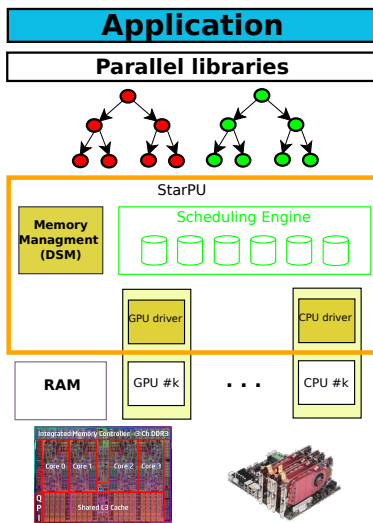 Application
Parallel libraries
StarPU
Memory
Managment
(DSM)
Scheduling Engine
GPU driver
CPU driver
RAM
GPU #k
. . .
CPU #k
Integrated Memory Controller - 3 Ch DDR3
Core 0
Core 1
Core 2
Core 3
Q
P
I
Shared L3 Cache